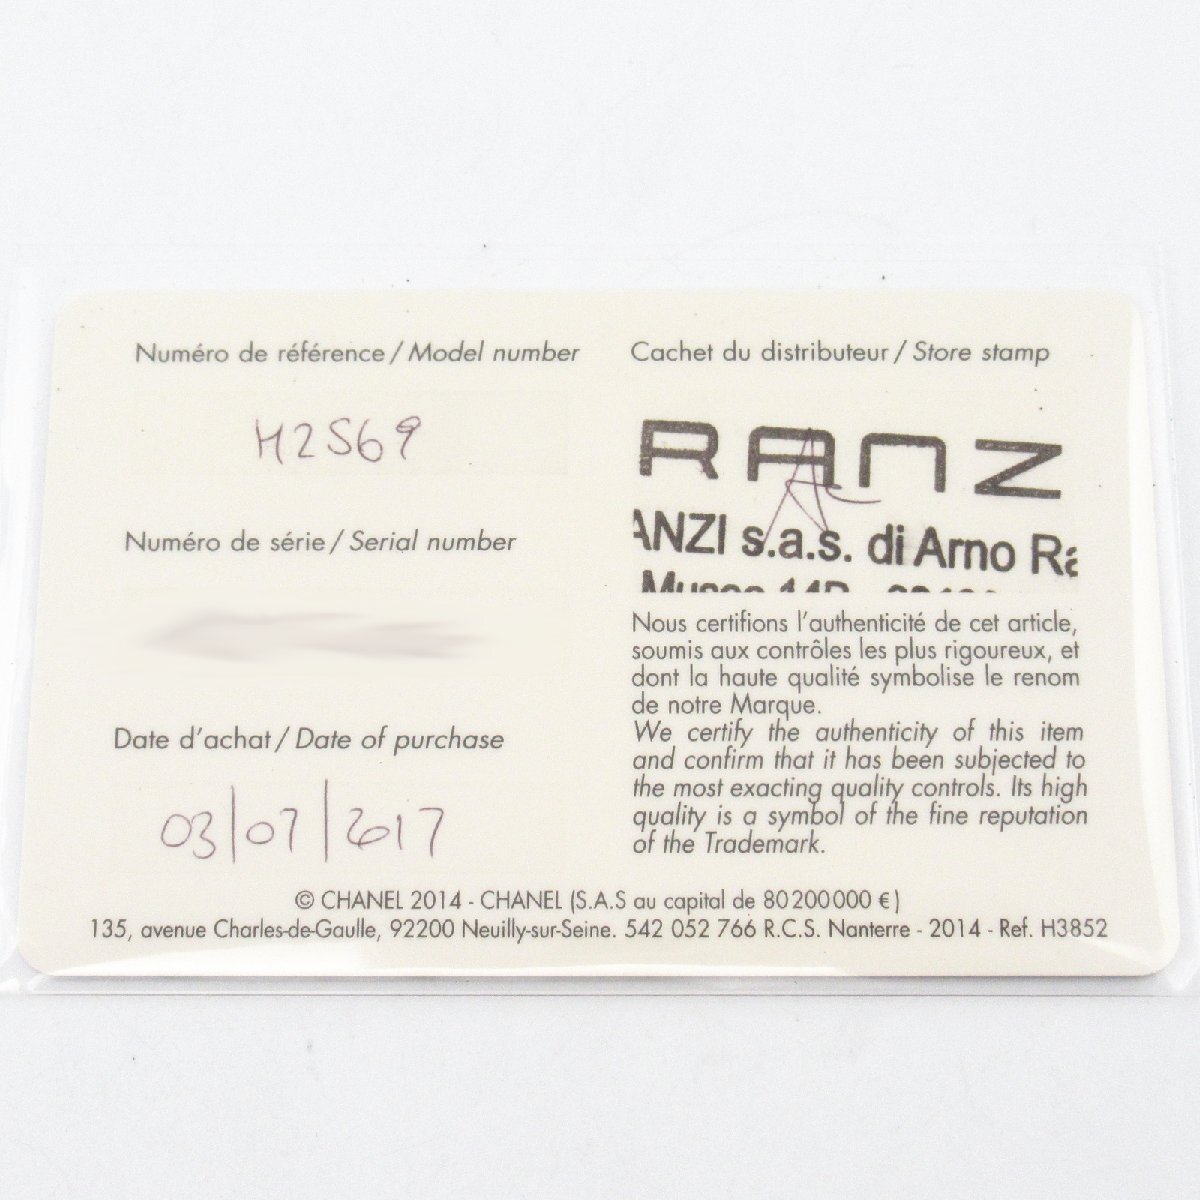 Numéro de référence / Model number
H2569
Numéro de série / Serial number
Date d'achat / Date of purchase
03/07/2017
Cachet du distributeur / Store stamp
RANZ
ANZI s.a.s. di Arno Ra
Nous certifions l'authenticité de cet article,
soumis aux contrôles les plus rigoureux, et
dont la haute qualité symbolise le renom
de notre Marque.
We certify the authenticity of this item
and confirm that it has been subjected to
the most exacting quality controls. Its high
quality is a symbol of the fine reputation
of the Trademark.
© CHANEL 2014 - CHANEL (S.A.S au capital de 80 200 000 €)
135, avenue Charles-de-Gaulle, 92200 Neuilly-sur-Seine. 542 052 766 R.C.S. Nanterre - 2014 - Ref. H3852